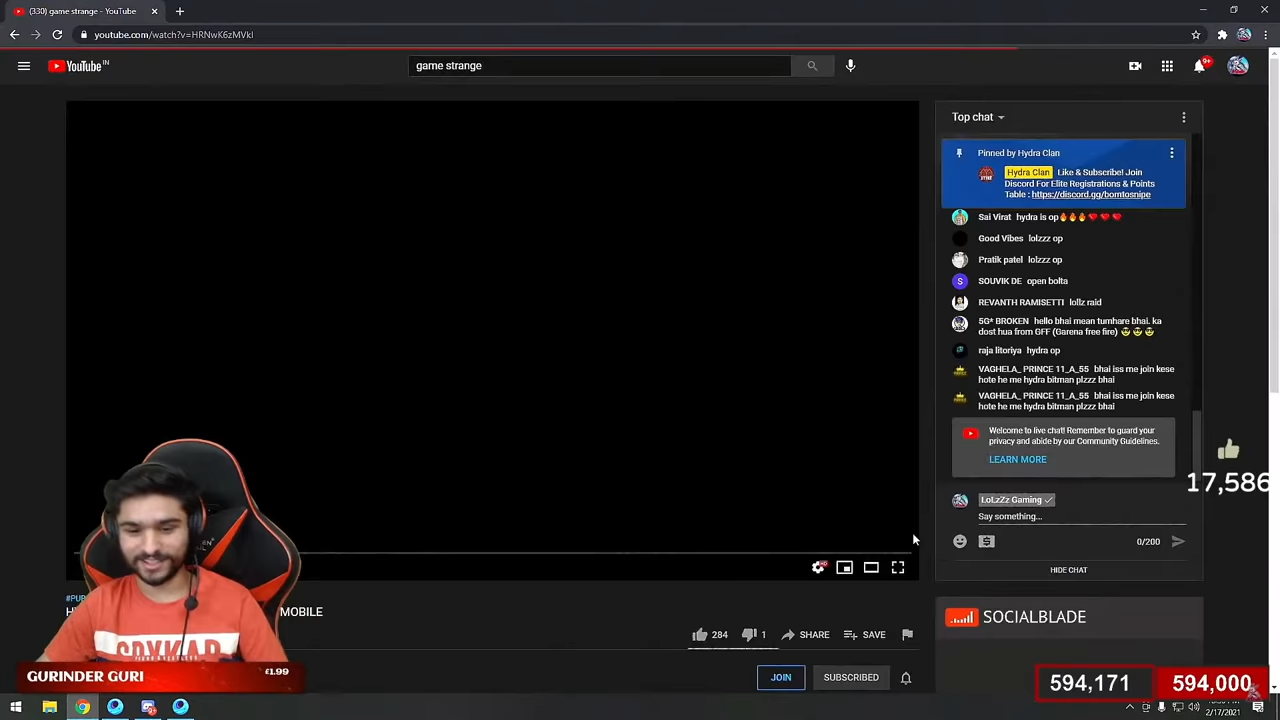 (330) game strange - YouTube
youtube.com/watch?v=HRNwK6zMVkI
YouTube IN
game strange
9+
Top chat
Pinned by Hydra Clan
Hydra Clan Like & Subscribe! Join
Discord For Elite Registrations & Points
Table : https://discord.gg/bomtosnipe
Sai Virat hydra is op🔥🔥🔥❤❤❤
Good Vibes lolzzz op
Pratik patel lolzzz op
S SOUVIK DE open bolta
REVANTH RAMISETTI lollz raid
5G* BROKEN hello bhai mean tumhare bhai, ka
dost hua from GFF (Garena free fire) 😎 😎 😎
raja litoriya hydra op
VAGHELA_ PRINCE 11_A_55 bhai iss me join kese
hote he me hydra bitman plzzz bhai
VAGHELA_ PRINCE 11_A_55 bhai iss me join kese
hote he me hydra bitman plzzz bhai
Welcome to live chat! Remember to guard your
privacy and abide by our Community Guidelines.
LEARN MORE
17,586
LoLzZz Gaming
Say something...
0/200
HIDE CHAT
#PU
MOBILE
SOCIALBLADE
284
1
SHARE
SAVE
SPYKAR
GURINDER GURI
£1.99
JOIN
SUBSCRIBED
594,171
594,000
2/17/2021